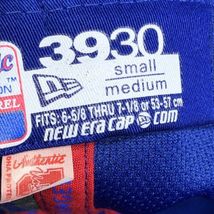 3930
small
medium
FITS: 6-5/8 THRU 7-1/8 or 53-57 cm
NEW ERA CAP .COM
Authentic